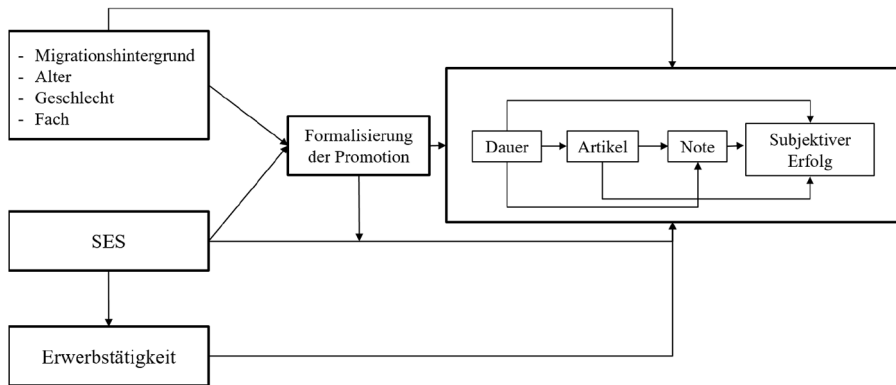 - Migrationshintergrund
- Alter
- Geschlecht
- Fach
Formalisierung
der Promotion
Dauer
Artikel
Note
Subjektiver
Erfolg
SES
Erwerbstätigkeit